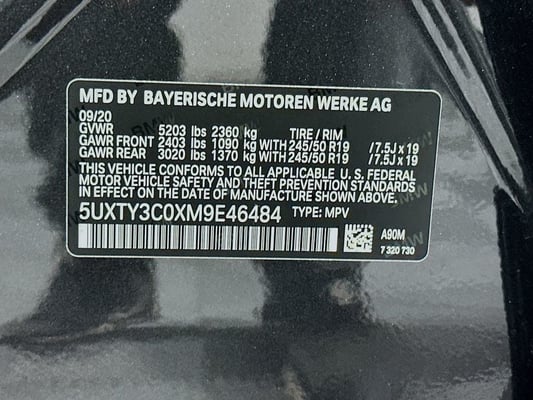 MFD BY BAYERISCHE MOTOREN WERKE AG
09/20
GVWR 5203 lbs 2360 kg TIRE / RIM
GAWR FRONT 2403 lbs 1090 kg WITH 245/50 R19 / 7.5J x 19
GAWR REAR 3020 lbs 1370 kg WITH 245/50 R19 / 7.5J x 19
THIS VEHICLE CONFORMS TO ALL APPLICABLE U. S. FEDERAL
MOTOR VEHICLE SAFETY, BUMPER, AND THEFT PREVENTION STANDARDS
IN EFFECT ON THE DATE OF MANUFACTURE SHOWN ABOVE.
5UXTY3C0XM9E46484 TYPE: MPV
A90M
7 320 730